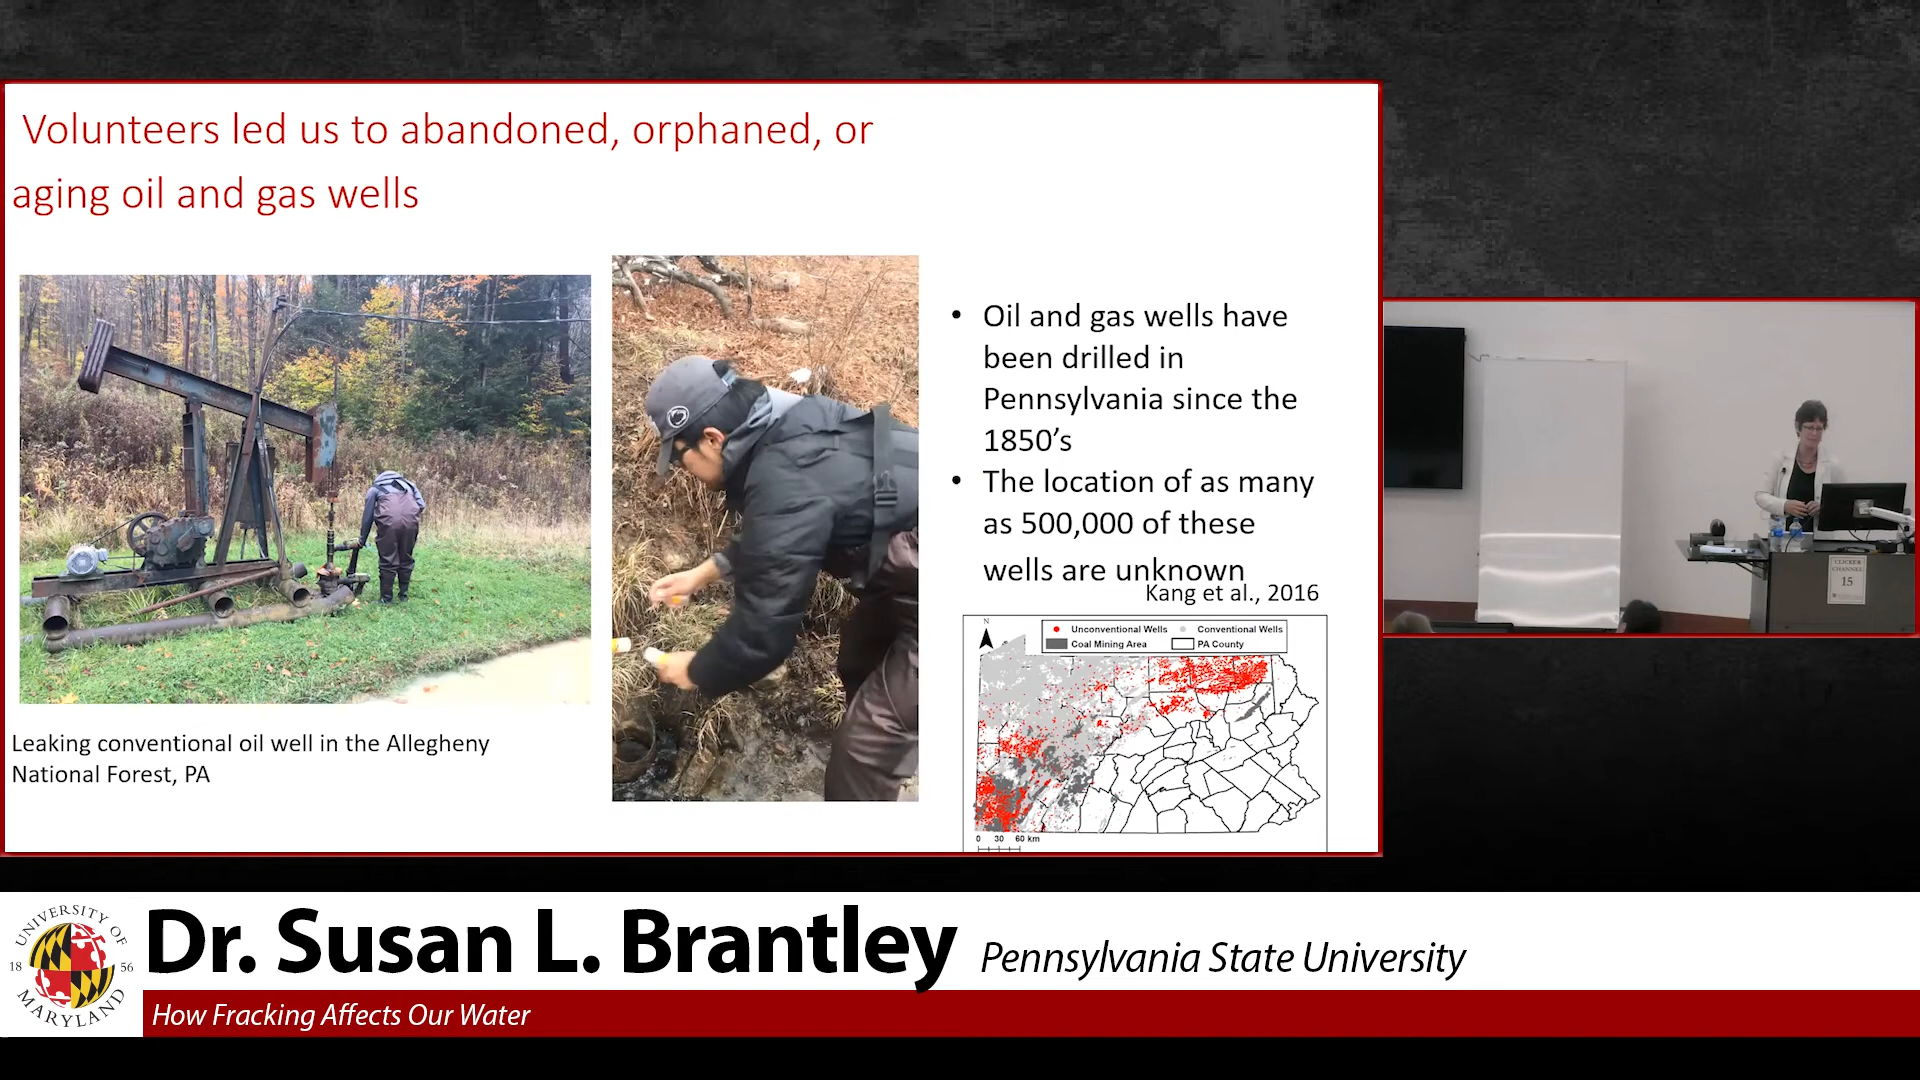 Volunteers led us to abandoned, orphaned, or
aging oil and gas wells
Leaking conventional oil well in the Allegheny
National Forest, PA
• Oil and gas wells have
been drilled in
Pennsylvania since the
1850’s
• The location of as many
as 500,000 of these
wells are unknown
Kang et al., 2016
N
Unconventional Wells
Conventional Wells
Coal Mining Area
PA County
0 30 60 km
CLICKER
CHANNEL
15
UNIVERSITY OF
18 56
MARYLAND
Dr. Susan L. Brantley Pennsylvania State University
How Fracking Affects Our Water